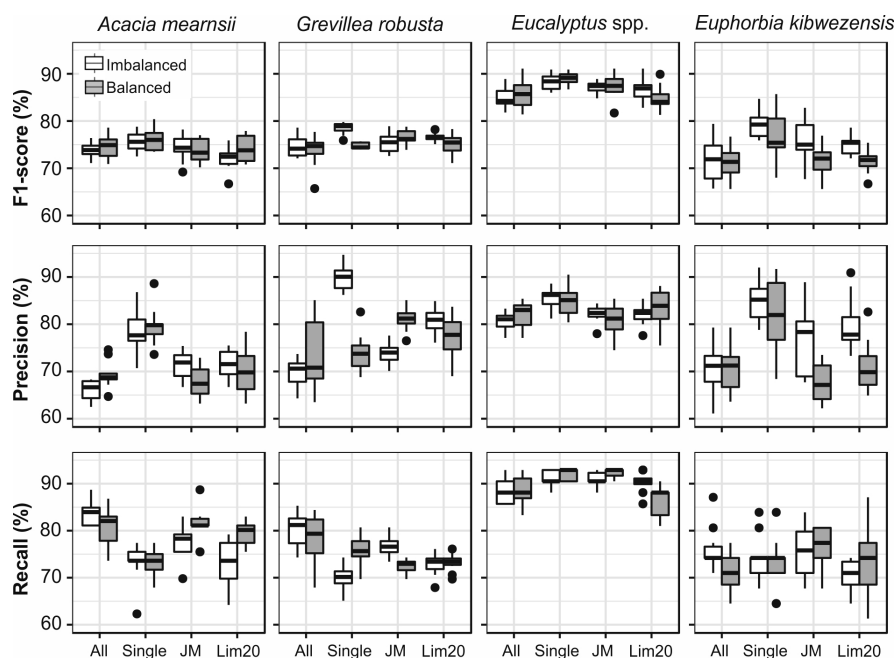 Acacia mearnsii Grevillea robusta Eucalyptus spp. Euphorbia kibwezensis
Imbalanced
Balanced
F1-score (%)
90
80
70
60
Precision (%)
90
80
70
60
Recall (%)
90
80
70
60
All Single JM Lim20 All Single JM Lim20 All Single JM Lim20 All Single JM Lim20